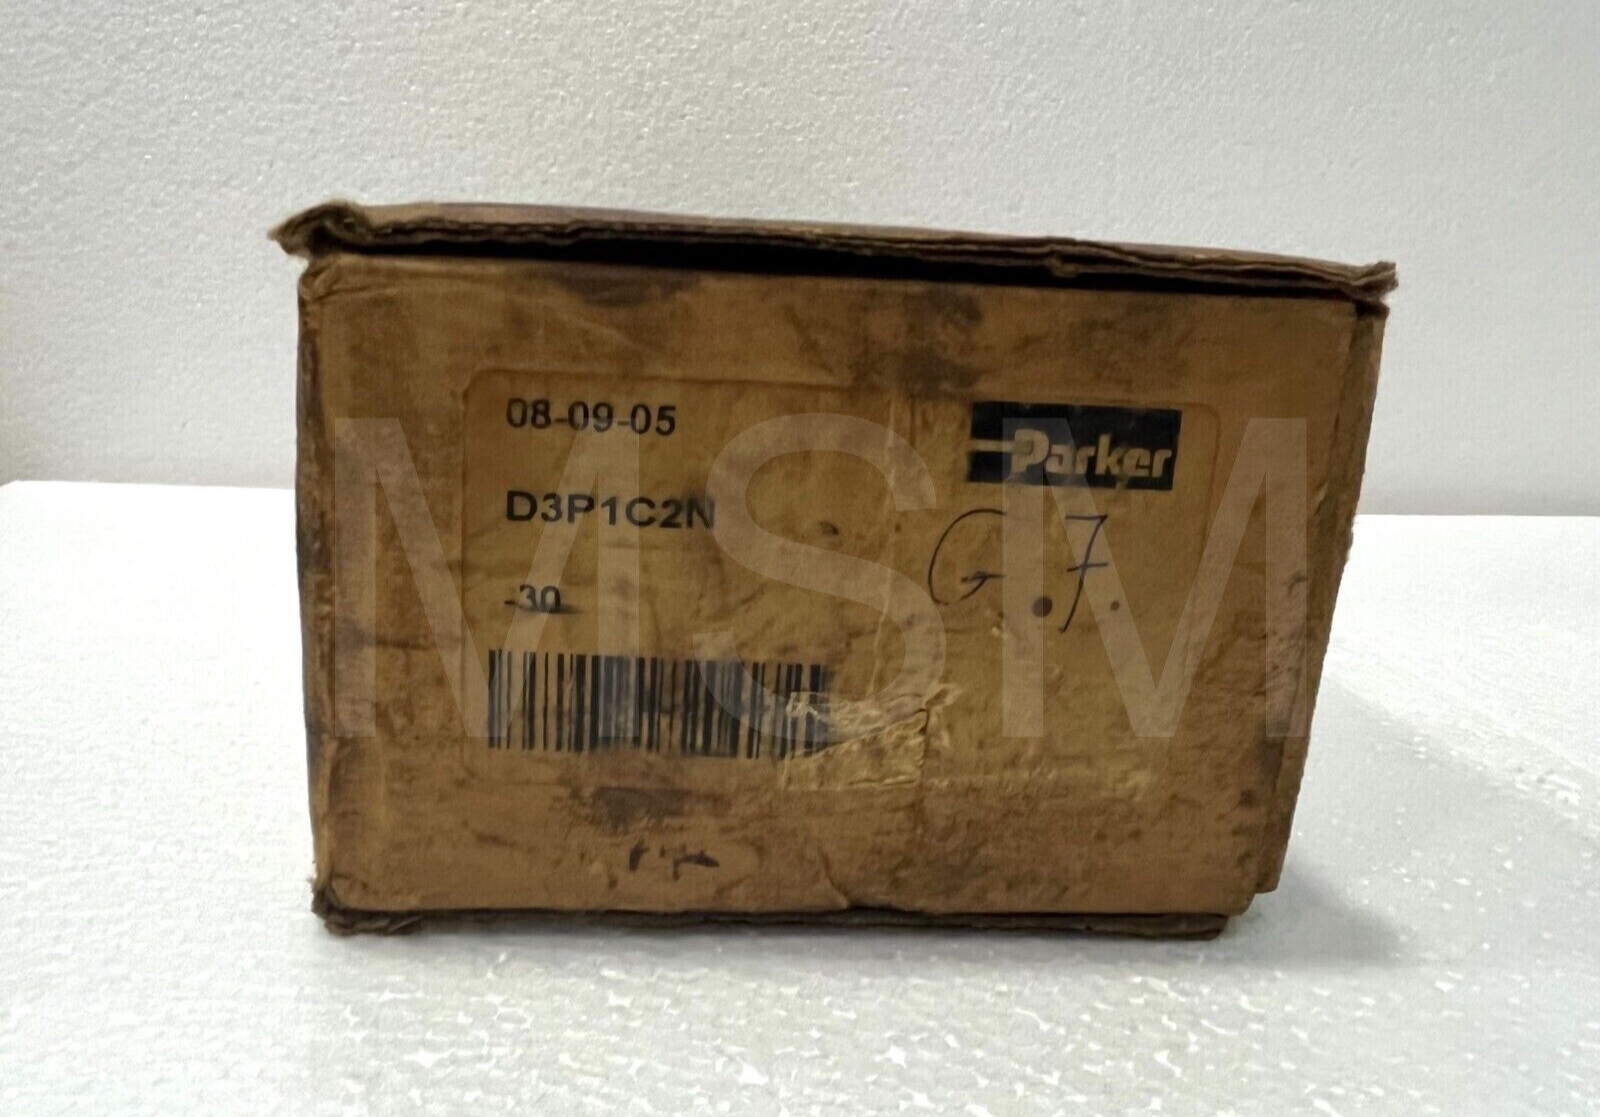 08-09-05
Parker
D3P1C2N
G.7.
-30
MSM